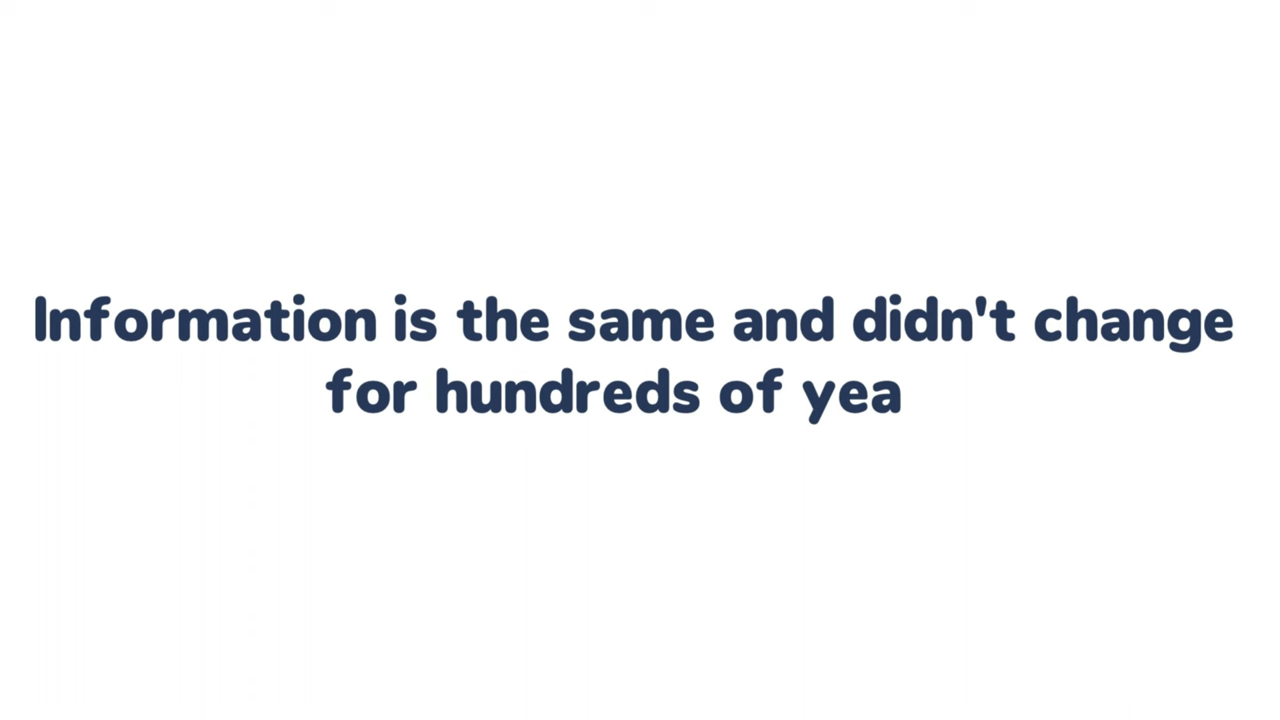 Information is the same and didn't change
for hundreds of yea